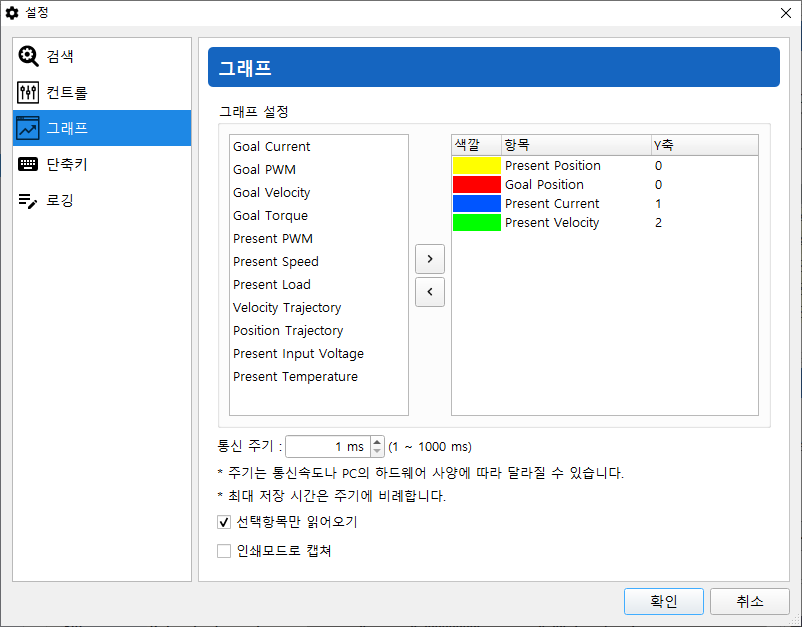 설정
검색
컨트롤
그래프
단축키
로깅
그래프
그래프 설정
Goal Current
Goal PWM
Goal Velocity
Goal Torque
Present PWM
Present Speed
Present Load
Velocity Trajectory
Position Trajectory
Present Input Voltage
Present Temperature
색깔 항목 Y축
Present Position 0
Goal Position 0
Present Current 1
Present Velocity 2
통신 주기 : 1 ms (1 ~ 1000 ms)
* 주기는 통신속도나 PC의 하드웨어 사양에 따라 달라질 수 있습니다.
* 최대 저장 시간은 주기에 비례합니다.
선택항목만 읽어오기
인쇄모드로 캡쳐
확인 취소